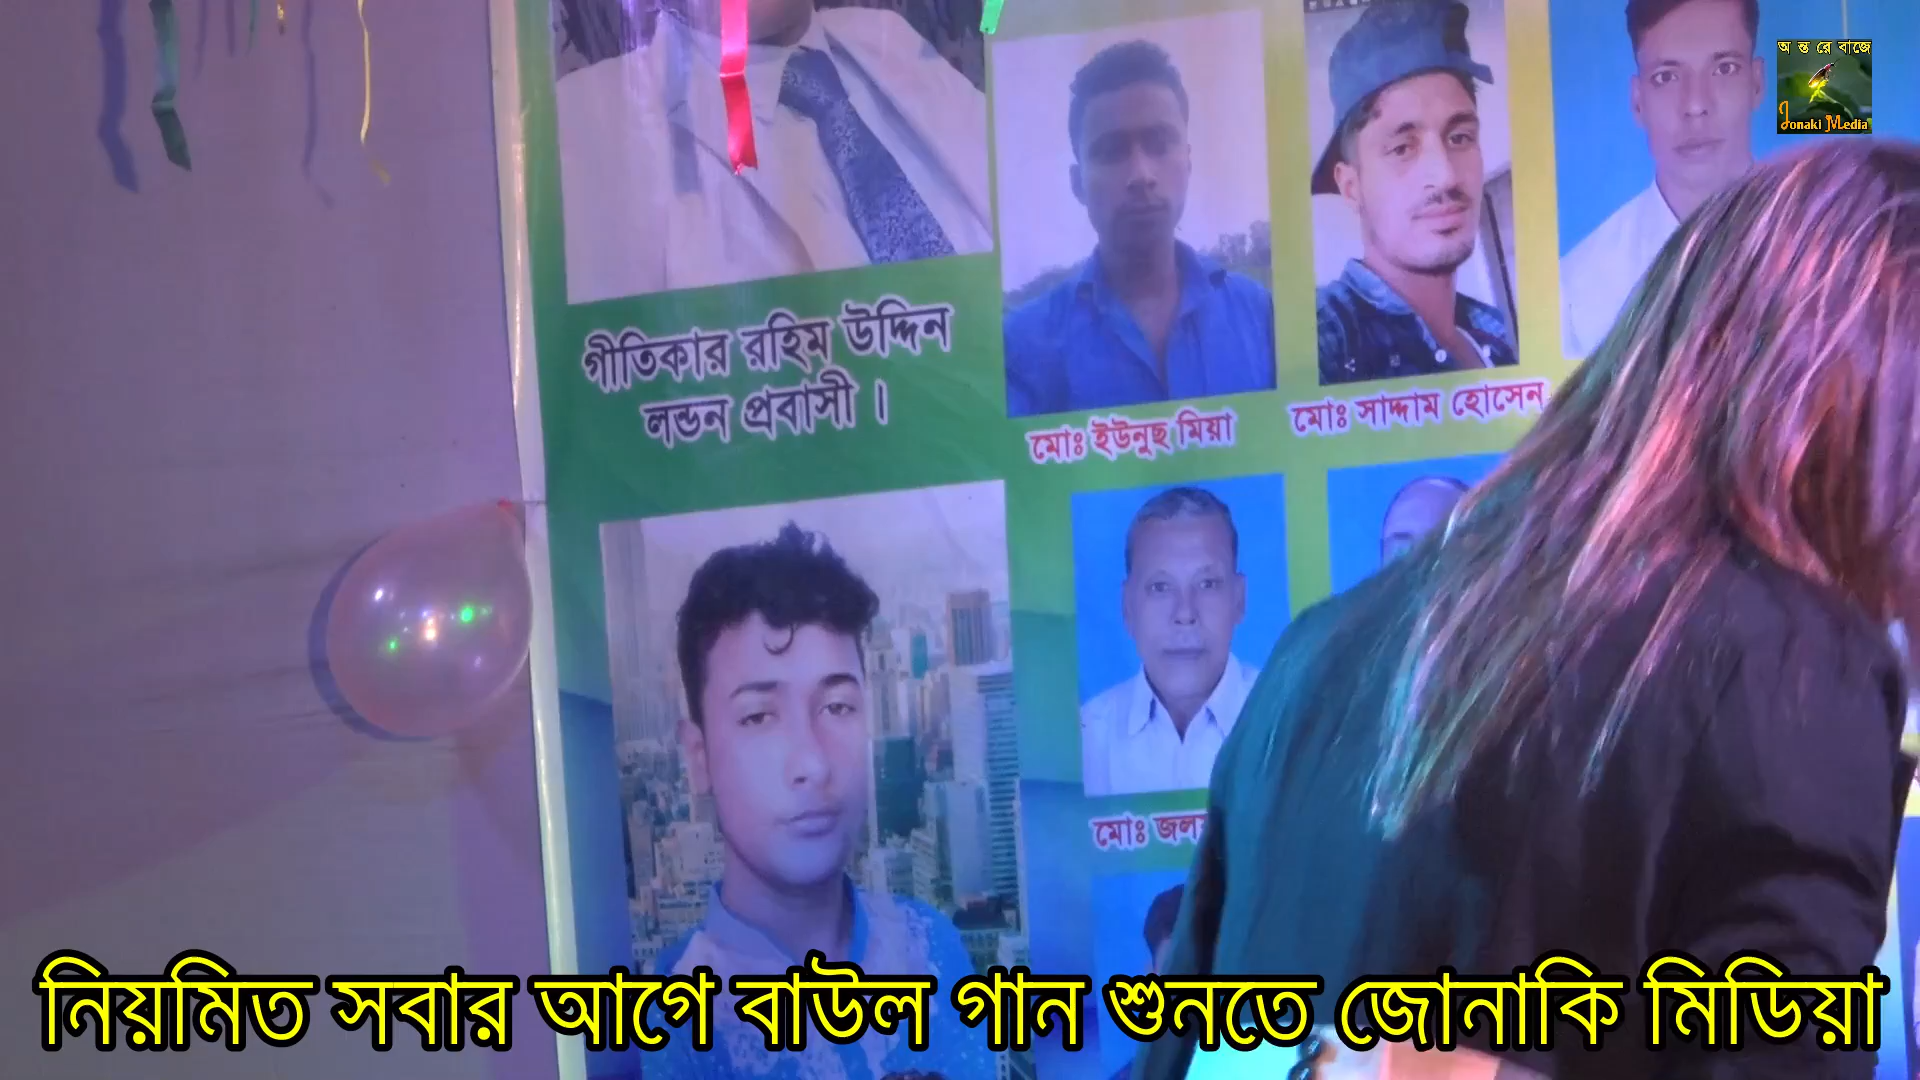 অ ন্ত রে বাজে
Jonaki Media
গীতিকার রহিম উদ্দিন
লন্ডন প্রবাসী ।
মোঃ ইউনুছ মিয়া
মোঃ সাদ্দাম হোসেন
মোঃ
নিয়মিত সবার আগে বাউল গান শুনতে জোনাকি মিডিয়া